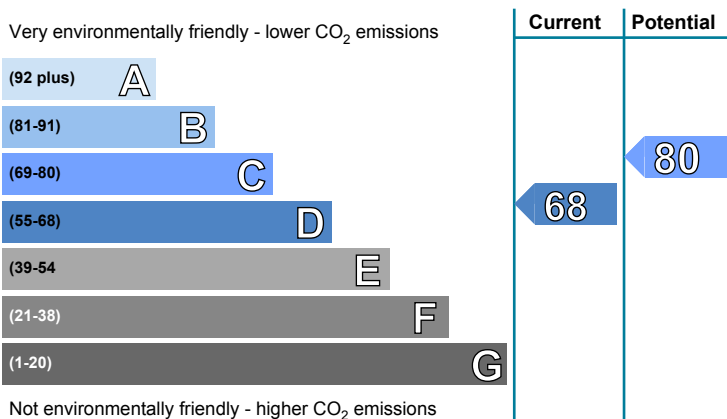 Current Potential
Very environmentally friendly - lower CO2 emissions
(92 plus) A
(81-91) B
(69-80) C
80
(55-68) D
68
(39-54 E
(21-38) F
(1-20) G
Not environmentally friendly - higher CO2 emissions